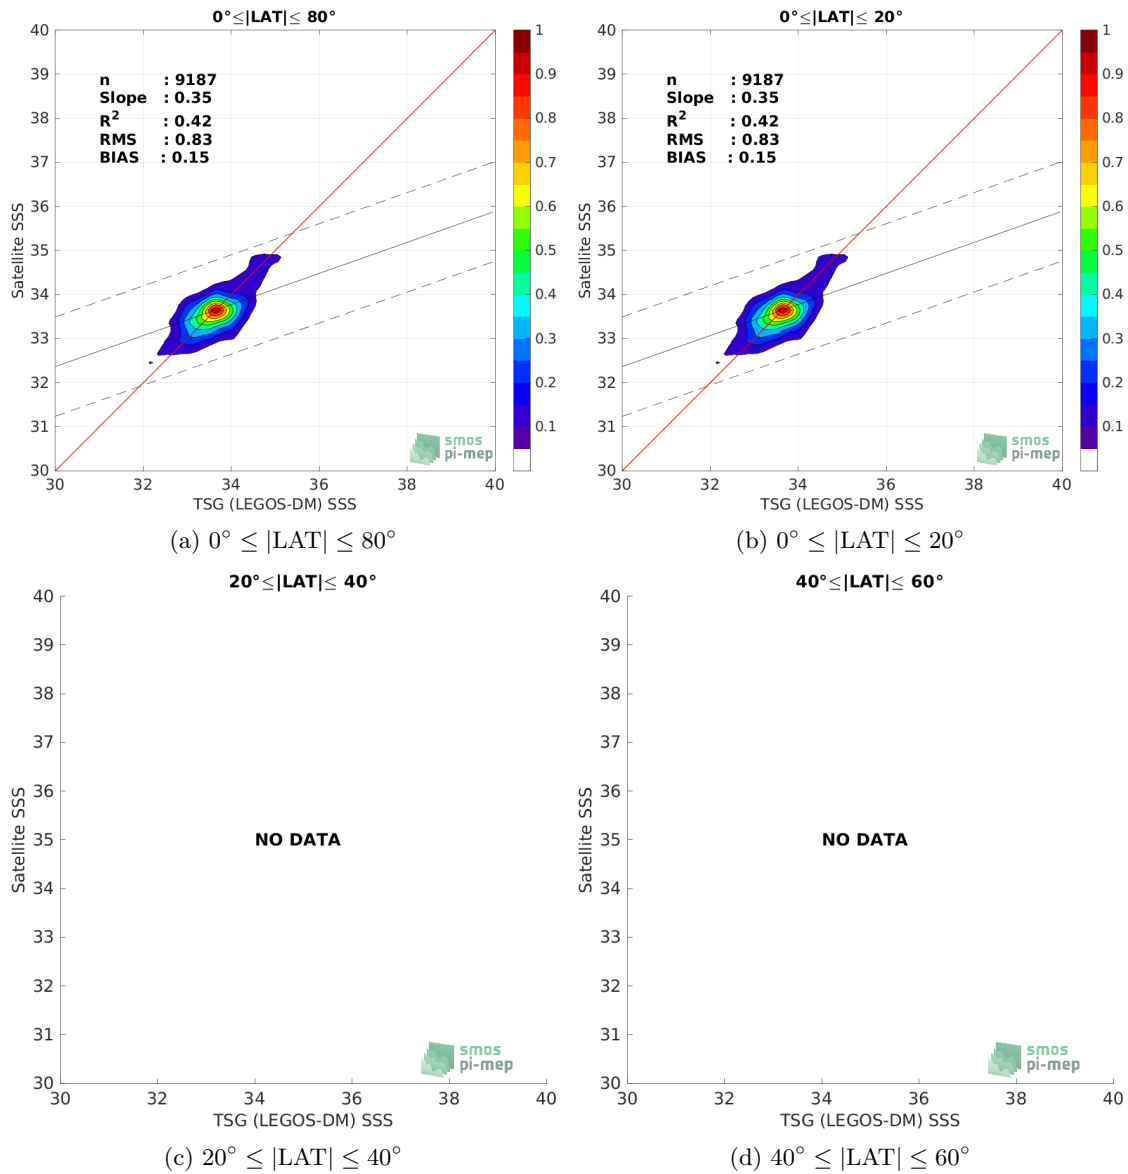 0°≤|LAT|≤ 80°
40
39
38
37
36
35
34
33
32
31
30
Satellite SSS
n : 9187
Slope : 0.35
R² : 0.42
RMS : 0.83
BIAS : 0.15
smos
pi-mep
30 32 34 36 38 40
TSG (LEGOS-DM) SSS
1
0.9
0.8
0.7
0.6
0.5
0.4
0.3
0.2
0.1
(a) 0° ≤ |LAT| ≤ 80°
0°≤|LAT|≤ 20°
40
39
38
37
36
35
34
33
32
31
30
Satellite SSS
n : 9187
Slope : 0.35
R² : 0.42
RMS : 0.83
BIAS : 0.15
smos
pi-mep
30 32 34 36 38 40
TSG (LEGOS-DM) SSS
1
0.9
0.8
0.7
0.6
0.5
0.4
0.3
0.2
0.1
(b) 0° ≤ |LAT| ≤ 20°
20°≤|LAT|≤ 40°
40
39
38
37
36
35
34
33
32
31
30
Satellite SSS
NO DATA
smos
pi-mep
30 32 34 36 38 40
TSG (LEGOS-DM) SSS
(c) 20° ≤ |LAT| ≤ 40°
40°≤|LAT|≤ 60°
40
39
38
37
36
35
34
33
32
31
30
Satellite SSS
NO DATA
smos
pi-mep
30 32 34 36 38 40
TSG (LEGOS-DM) SSS
(d) 40° ≤ |LAT| ≤ 60°